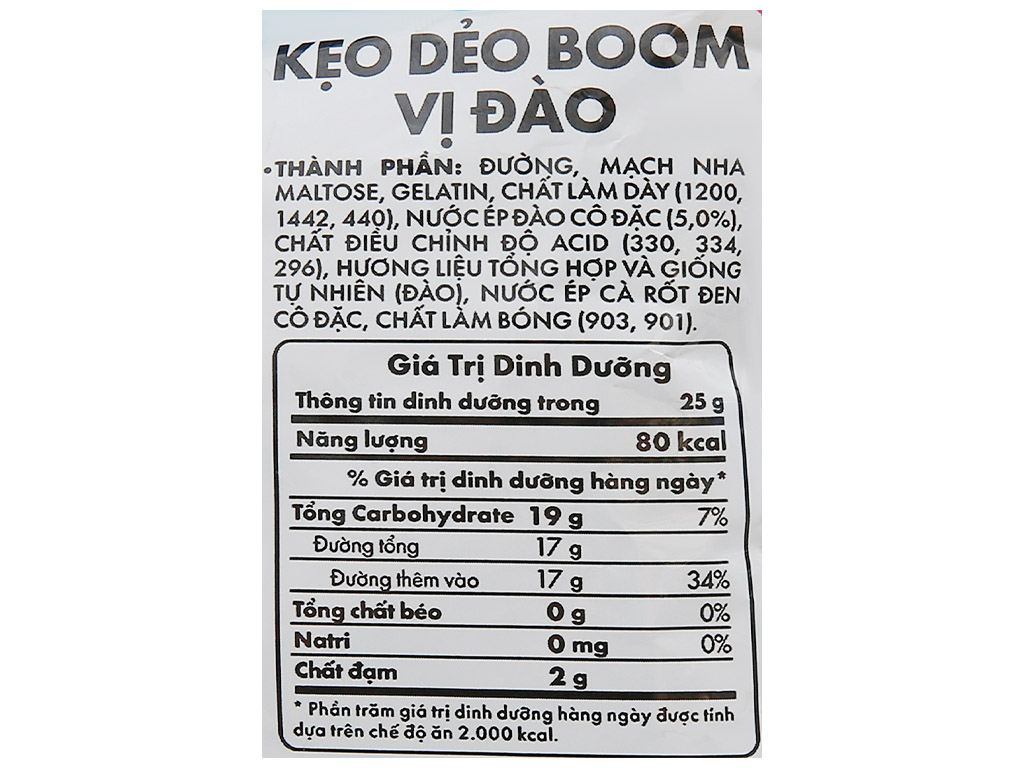 KẸO DẺO BOOM
VỊ ĐÀO
•THÀNH PHẦN: ĐƯỜNG, MẠCH NHA
MALTOSE, GELATIN, CHẤT LÀM DÀY (1200,
1442, 440), NƯỚC ÉP ĐÀO CÔ ĐẶC (5,0%),
CHẤT ĐIỀU CHỈNH ĐỘ ACID (330, 334,
296), HƯƠNG LIỆU TỔNG HỢP VÀ GIỐNG
TỰ NHIÊN (ĐÀO), NƯỚC ÉP CÀ RỐT ĐEN
CÔ ĐẶC, CHẤT LÀM BÓNG (903, 901).
Giá Trị Dinh Dưỡng
Thông tin dinh dưỡng trong 25 g
Năng lượng 80 kcal
% Giá trị dinh dưỡng hàng ngày*
Tổng Carbohydrate 19 g 7%
Đường tổng 17 g
Đường thêm vào 17 g 34%
Tổng chất béo 0 g 0%
Natri 0 mg 0%
Chất đạm 2 g
* Phần trăm giá trị dinh dưỡng hàng ngày được tính
dựa trên chế độ ăn 2.000 kcal.